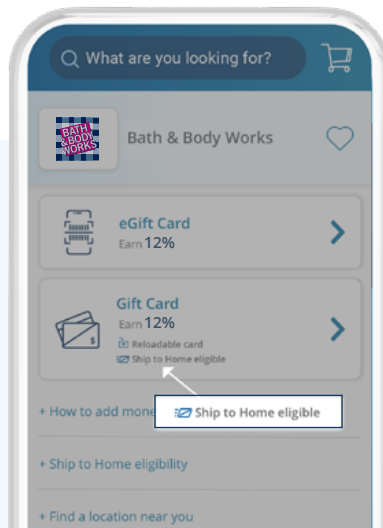 What are you looking for?
BATH
& BODY
WORKS
Bath & Body Works
eGift Card
Earn 12%
Gift Card
Earn 12%
Reloadable card
Ship to Home eligible
+ How to add mone
Ship to Home eligible
+ Ship to Home eligibility
+ Find a location near you